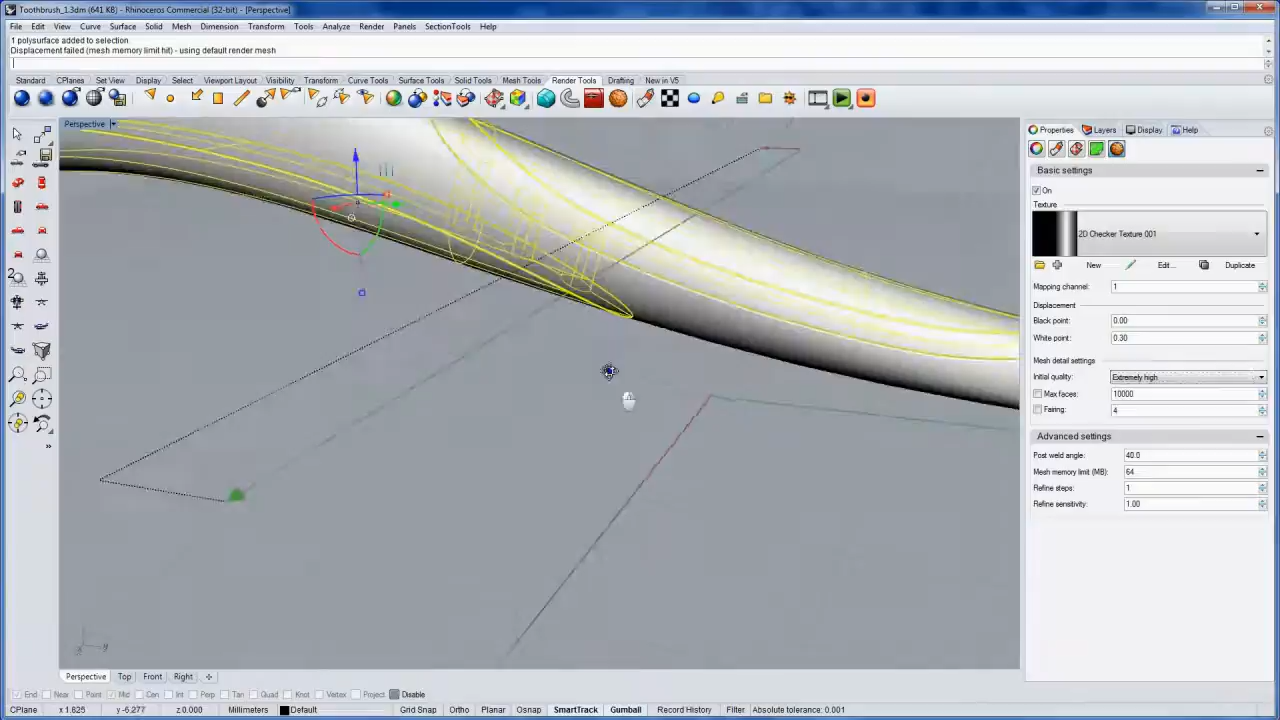 Toothbrush_1.3dm (641 KB) - Rhinoceros Commercial (32-bit) - [Perspective]
File Edit View Curve Surface Solid Mesh Dimension Transform Tools Analyze Render Panels SectionTools Help
1 polysurface added to selection
Displacement failed (mesh memory limit hit) - using default render mesh
Standard CPlanes Set View Display Select Viewport Layout Visibility Transform Curve Tools Surface Tools Solid Tools Mesh Tools Render Tools Drafting New in V5
Perspective
Properties Layers Display Help
Basic settings
On
Texture
2D Checker Texture 001
New Edit... Duplicate
Mapping channel: 1
Displacement
Black point: 0.00
White point: 0.30
Mesh detail settings
Initial quality: Extremely high
Max faces: 10000
Fairing: 4
Advanced settings
Post weld angle: 40.0
Mesh memory limit (MB): 64
Refine steps: 1
Refine sensitivity: 1.00
2
Perspective Top Front Right
End Near Point Mid Cen Int Perp Tan Quad Knot Vertex Project Disable
CPlane x 1.625 y -5.277 z 0.000 Millimeters Default Grid Snap Ortho Planar Osnap SmartTrack Gumball Record History Filter Absolute tolerance: 0.001